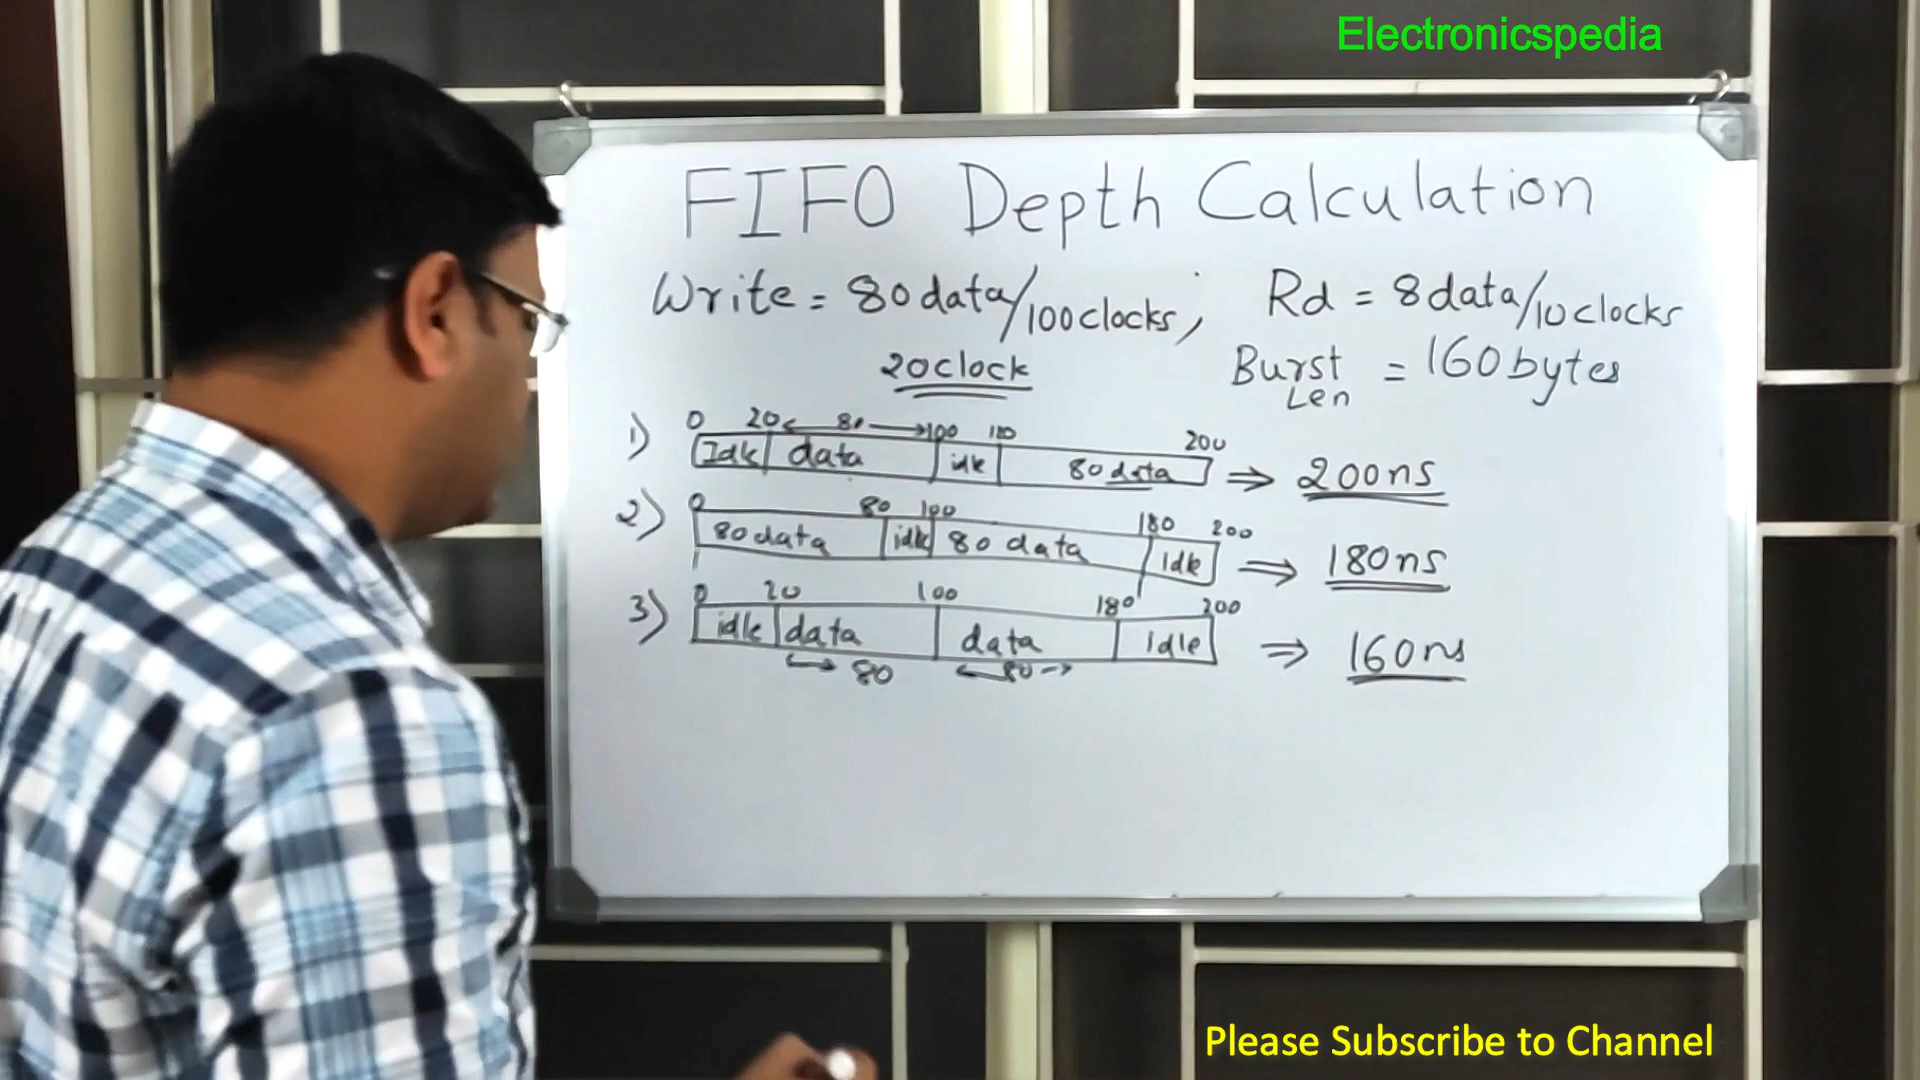 Electronicspedia
FIFO Depth Calculation
Write = 80 data/100 clocks, Rd = 8 data/10 clocks
20 clock
Burst Len = 160 bytes
0 20 80 100 120 200
1) Idle data idle 80 data ⇒ 200ns
0 80 100 180 200
2) 80 data idle 80 data idle ⇒ 180ns
0 20 100 180 200
3) idle data data idle ⇒ 160ns
80 80
Please Subscribe to Channel